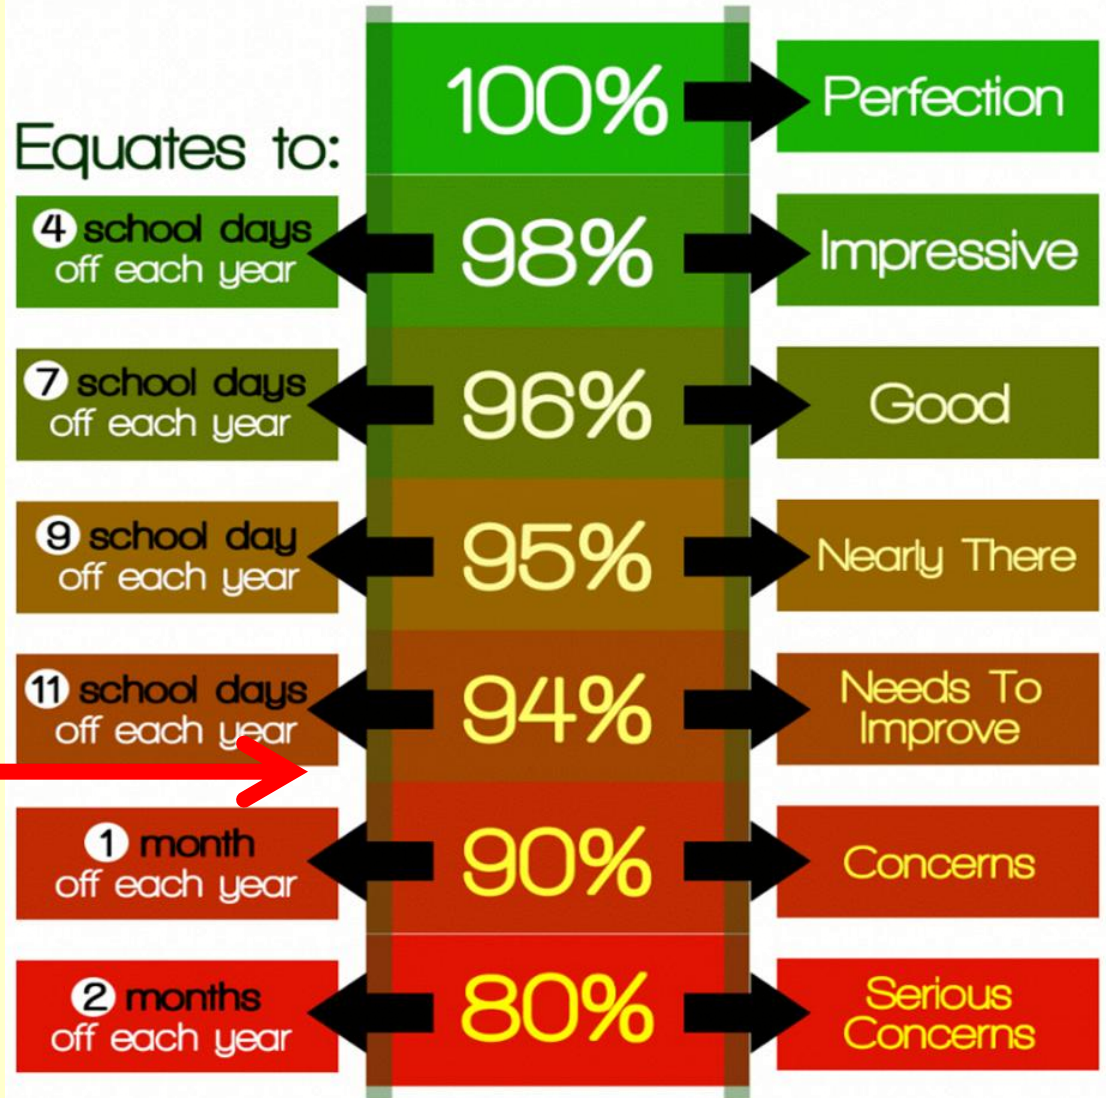 100%
Perfection
Equates to:
4 school days
off each year
98%
Impressive
7 school days
off each year
96%
Good
9 school day
off each year
95%
Nearly There
11 school days
off each year
94%
Needs To
Improve
1 month
off each year
90%
Concerns
2 months
off each year
80%
Serious
Concerns